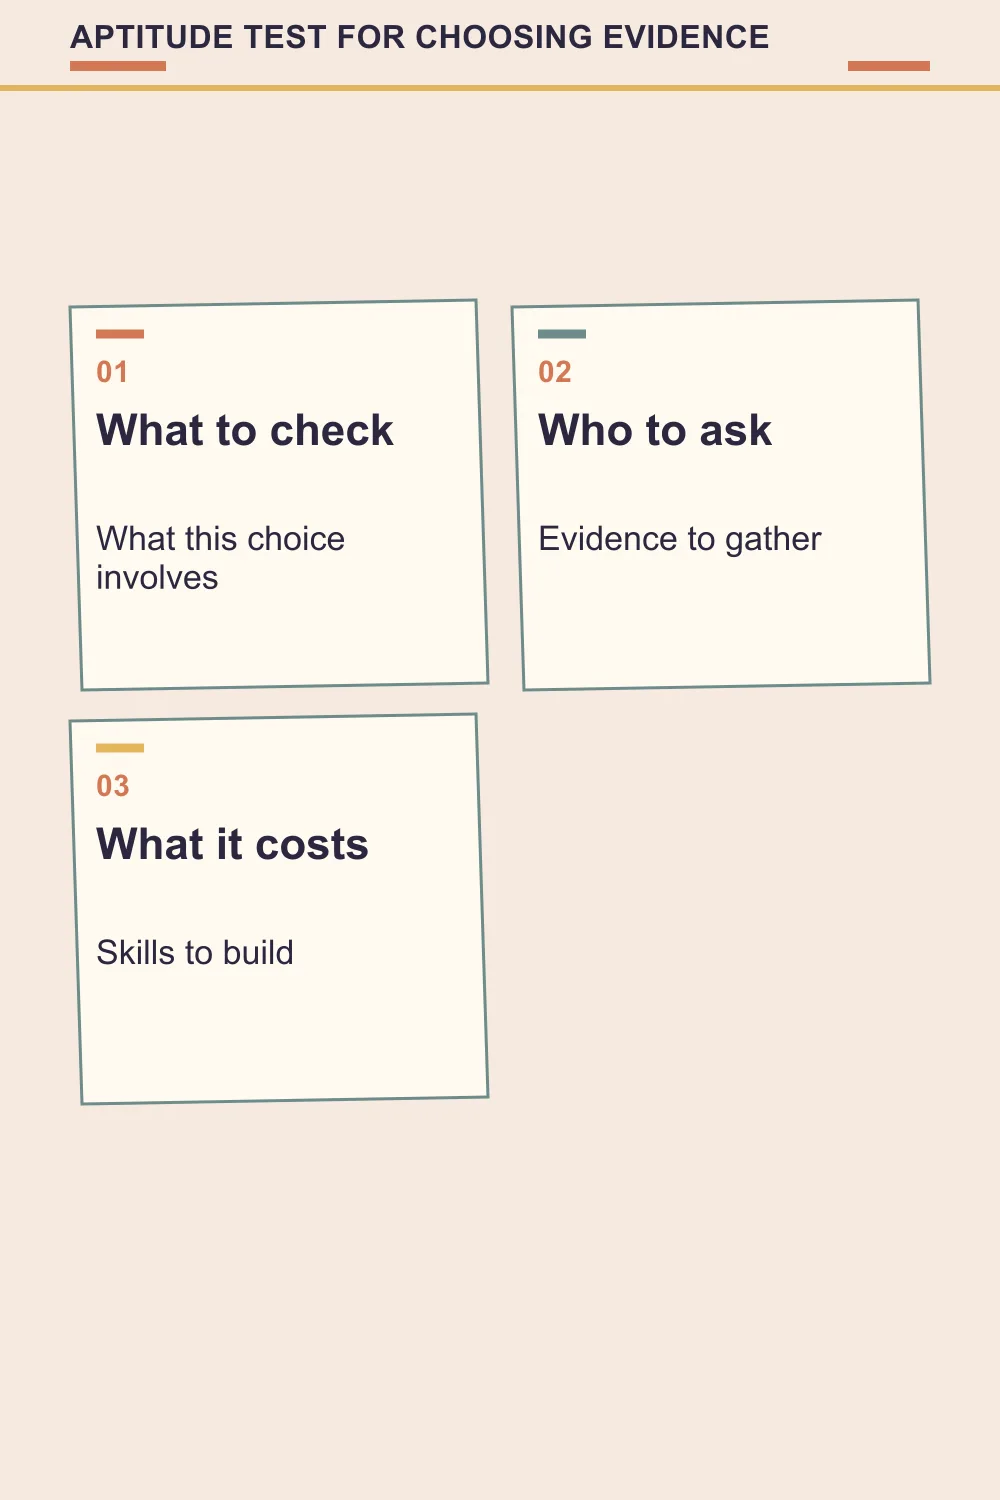 APTITUDE TEST FOR CHOOSING EVIDENCE
01
What to check
What this choice
involves
02
Who to ask
Evidence to gather
03
What it costs
Skills to build